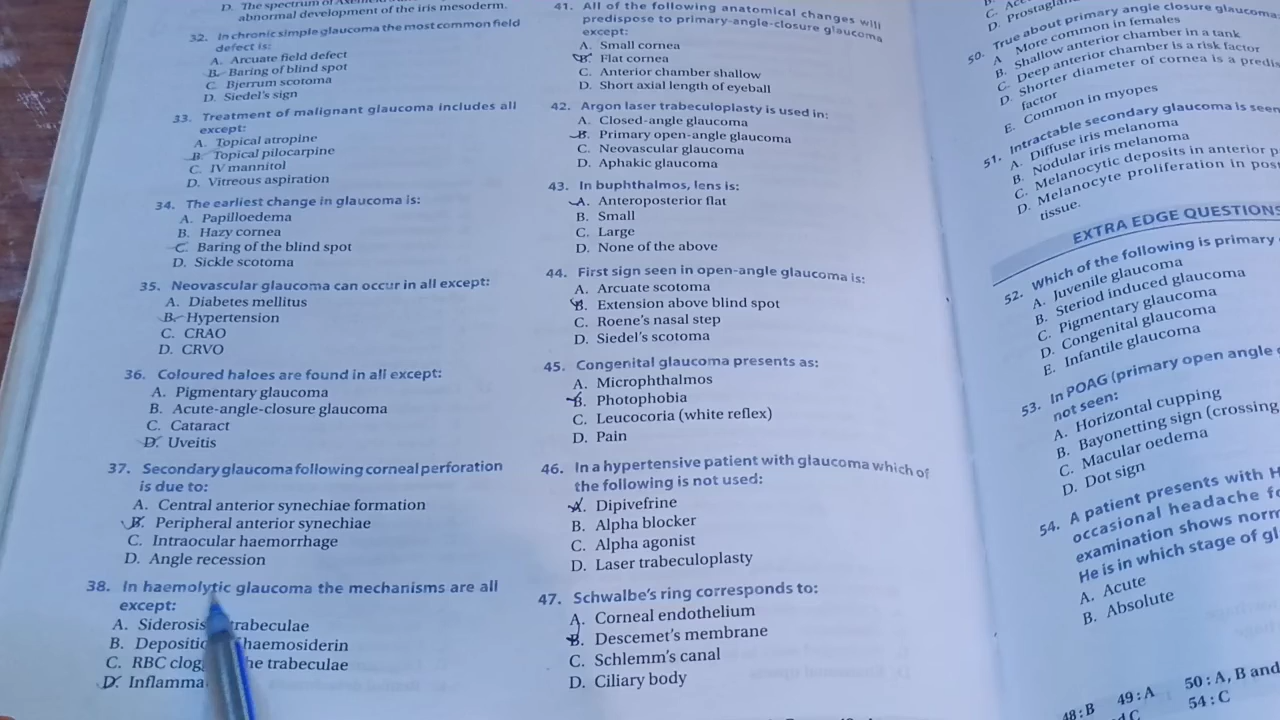 D. The spectrum of
abnormal development of the iris mesoderm.
32. In chronic simple glaucoma the most common field
defect is:
A. Arcuate field defect
B. Baring of blind spot
C. Bjerrum scotoma
D. Siedel's sign
33. Treatment of malignant glaucoma includes all
except:
A. Topical atropine
B. Topical pilocarpine
C. IV mannitol
D. Vitreous aspiration
34. The earliest change in glaucoma is:
A. Papilloedema
B. Hazy cornea
C. Baring of the blind spot
D. Sickle scotoma
35. Neovascular glaucoma can occur in all except:
A. Diabetes mellitus
B. Hypertension
C. CRAO
D. CRVO
36. Coloured haloes are found in all except:
A. Pigmentary glaucoma
B. Acute-angle-closure glaucoma
C. Cataract
D. Uveitis
37. Secondary glaucoma following corneal perforation
is due to:
A. Central anterior synechiae formation
B. Peripheral anterior synechiae
C. Intraocular haemorrhage
D. Angle recession
38. In haemolytic glaucoma the mechanisms are all
except:
A. Siderosis trabeculae
B. Depositio haemosiderin
C. RBC clog he trabeculae
D. Inflamma
41. All of the following anatomical changes will
predispose to primary-angle-closure glaucoma
except:
A. Small cornea
B. Flat cornea
C. Anterior chamber shallow
D. Short axial length of eyeball
42. Argon laser trabeculoplasty is used in:
A. Closed-angle glaucoma
B. Primary open-angle glaucoma
C. Neovascular glaucoma
D. Aphakic glaucoma
43. In buphthalmos, lens is:
A. Anteroposterior flat
B. Small
C. Large
D. None of the above
44. First sign seen in open-angle glaucoma is:
A. Arcuate scotoma
B. Extension above blind spot
C. Roene's nasal step
D. Siedel's scotoma
45. Congenital glaucoma presents as:
A. Microphthalmos
B. Photophobia
C. Leucocoria (white reflex)
D. Pain
46. In a hypertensive patient with glaucoma which of
the following is not used:
A. Dipivefrine
B. Alpha blocker
C. Alpha agonist
D. Laser trabeculoplasty
47. Schwalbe's ring corresponds to:
A. Corneal endothelium
B. Descemet's membrane
C. Schlemm's canal
D. Ciliary body
D. Prostaglan
50. True about primary angle closure glaucoma
A More common in females
B. Shallow anterior chamber in a tank
C. Deep anterior chamber is a risk factor
D. Shorter diameter of cornea is a predis
factor
E. Common in myopes
51. Intractable secondary glaucoma is seen
A. Diffuse iris melanoma
B. Nodular iris melanoma
C. Melanocytic deposits in anterior
D. Melanocyte proliferation in pos
tissue.
EXTRA EDGE QUESTIONS
52. Which of the following is primary
A. Juvenile glaucoma
B. Steriod induced glaucoma
C. Pigmentary glaucoma
D. Congenital glaucoma
E. Infantile glaucoma
53. In POAG (primary open angle
not seen:
A. Horizontal cupping
B. Bayonetting sign (crossing
C. Macular oedema
D. Dot sign
54. A patient presents with
occasional headache
examination shows
He is in which stage of
A. Acute
B. Absolute
48:B 49:A 50:A, B and
54:C